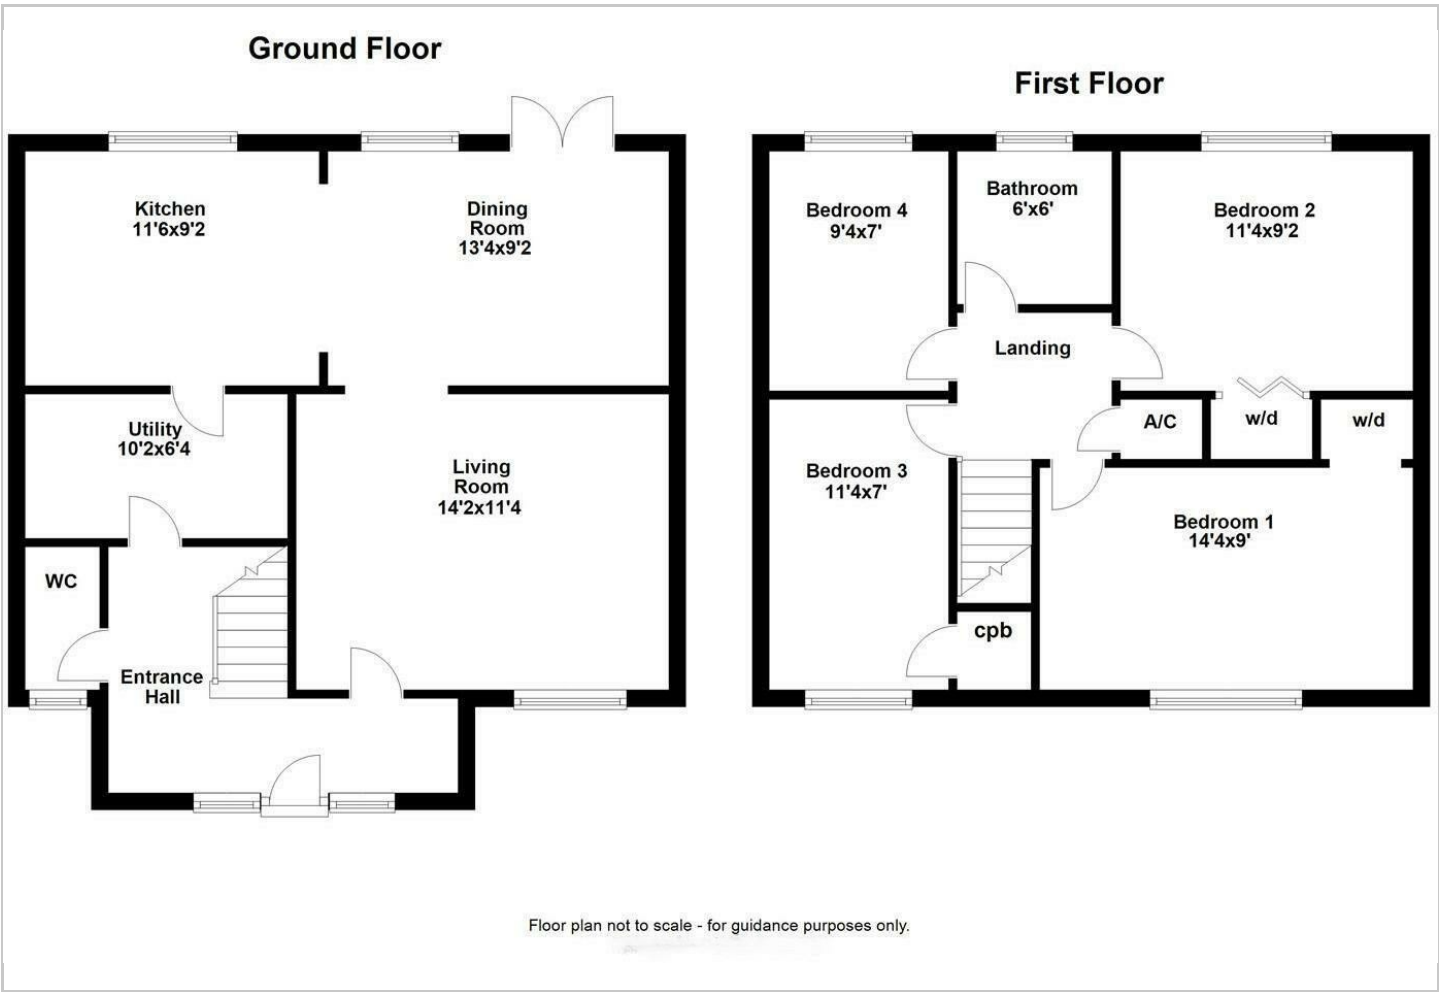 Ground Floor
Kitchen
11'6x9'2
Dining
Room
13'4x9'2
Utility
10'2x6'4
Living
Room
14'2x11'4
WC
Entrance
Hall
First Floor
Bedroom 4
9'4x7'
Bathroom
6'x6'
Bedroom 2
11'4x9'2
Landing
A/C
w/d
w/d
Bedroom 3
11'4x7'
Bedroom 1
14'4x9'
cpb
Floor plan not to scale - for guidance purposes only.